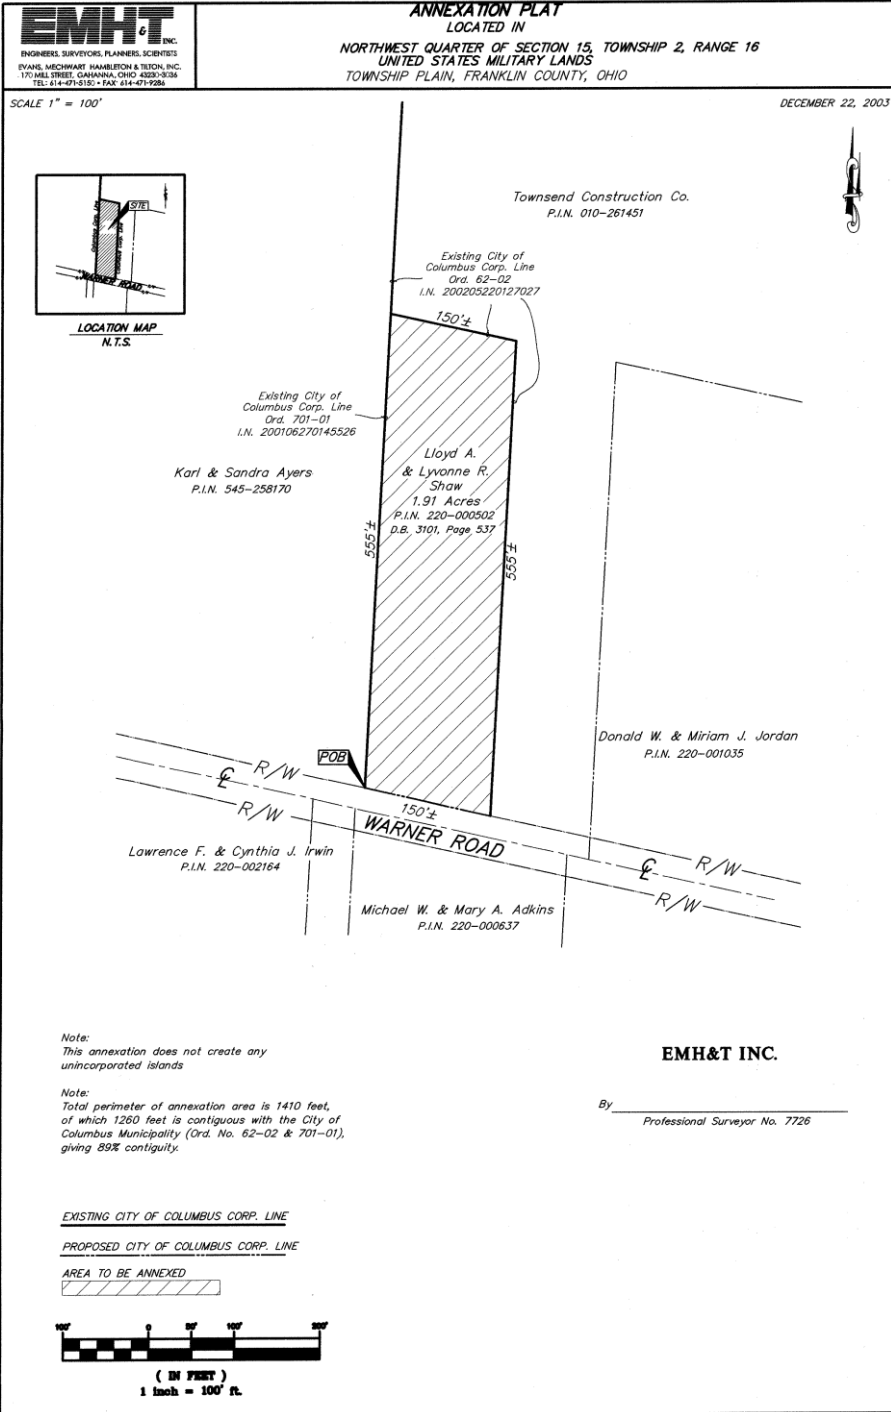 EMH&T INC.
ENGINEERS, SURVEYORS, PLANNERS, SCIENTISTS
EVANS, MECHWART HAMBLETON & TILTON, INC.
170 MILL STREET, GAHANNA, OHIO 43230-3036
TEL: 614-471-5150 • FAX: 614-471-9286
ANNEXATION PLAT
LOCATED IN
NORTHWEST QUARTER OF SECTION 15, TOWNSHIP 2, RANGE 16
UNITED STATES MILITARY LANDS
TOWNSHIP PLAIN, FRANKLIN COUNTY, OHIO
SCALE 1" = 100'
DECEMBER 22, 2003
SITE
Columbus Corp. Line
Columbus Corp. Line
WARNER ROAD
LOCATION MAP
N.T.S.
Townsend Construction Co.
P.I.N. 010-261451
Existing City of
Columbus Corp. Line
Ord. 62-02
I.N. 200205220127027
150'±
Existing City of
Columbus Corp. Line
Ord. 701-01
I.N. 200106270145526
Karl & Sandra Ayers
P.I.N. 545-258170
Lloyd A.
& Lyvonne R.
Shaw
1.91 Acres
P.I.N. 220-000502
D.B. 3101, Page 537
555'±
555'±
Donald W. & Miriam J. Jordan
P.I.N. 220-001035
POB
R/W
R/W
150'±
WARNER ROAD
R/W
R/W
Lawrence F. & Cynthia J. Irwin
P.I.N. 220-002164
Michael W. & Mary A. Adkins
P.I.N. 220-000637
Note:
This annexation does not create any
unincorporated islands
Note:
Total perimeter of annexation area is 1410 feet,
of which 1260 feet is contiguous with the City of
Columbus Municipality (Ord. No. 62-02 & 701-01),
giving 89% contiguity.
EMH&T INC.
By
Professional Surveyor No. 7726
EXISTING CITY OF COLUMBUS CORP. LINE
PROPOSED CITY OF COLUMBUS CORP. LINE
AREA TO BE ANNEXED
100' 0 50' 100' 200'
( IN FEET )
1 inch = 100' ft.